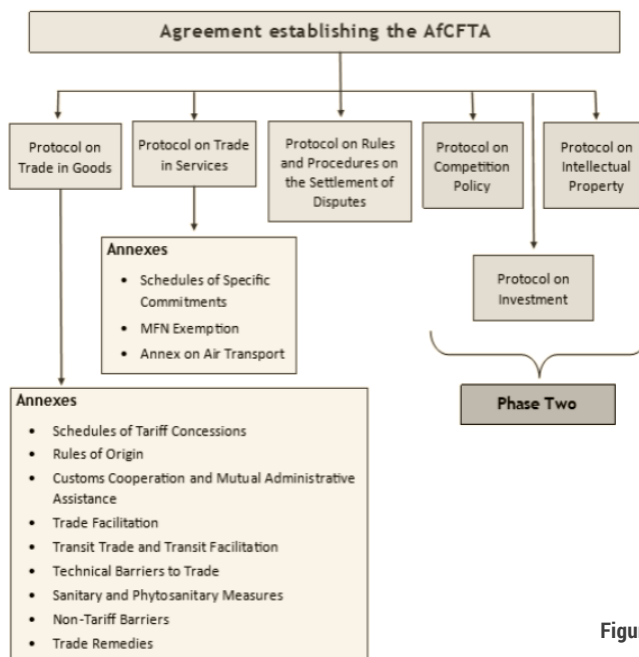 Agreement establishing the AfCFTA
Protocol on
Trade in Goods
Protocol on Trade
in Services
Protocol on Rules
and Procedures on
the Settlement of
Disputes
Protocol on
Competition
Policy
Protocol on
Intellectual
Property
Protocol on
Investment
Phase Two
Annexes
• Schedules of Specific
Commitments
• MFN Exemption
• Annex on Air Transport
Annexes
• Schedules of Tariff Concessions
• Rules of Origin
• Customs Cooperation and Mutual Administrative
Assistance
• Trade Facilitation
• Transit Trade and Transit Facilitation
• Technical Barriers to Trade
• Sanitary and Phytosanitary Measures
• Non-Tariff Barriers
• Trade Remedies